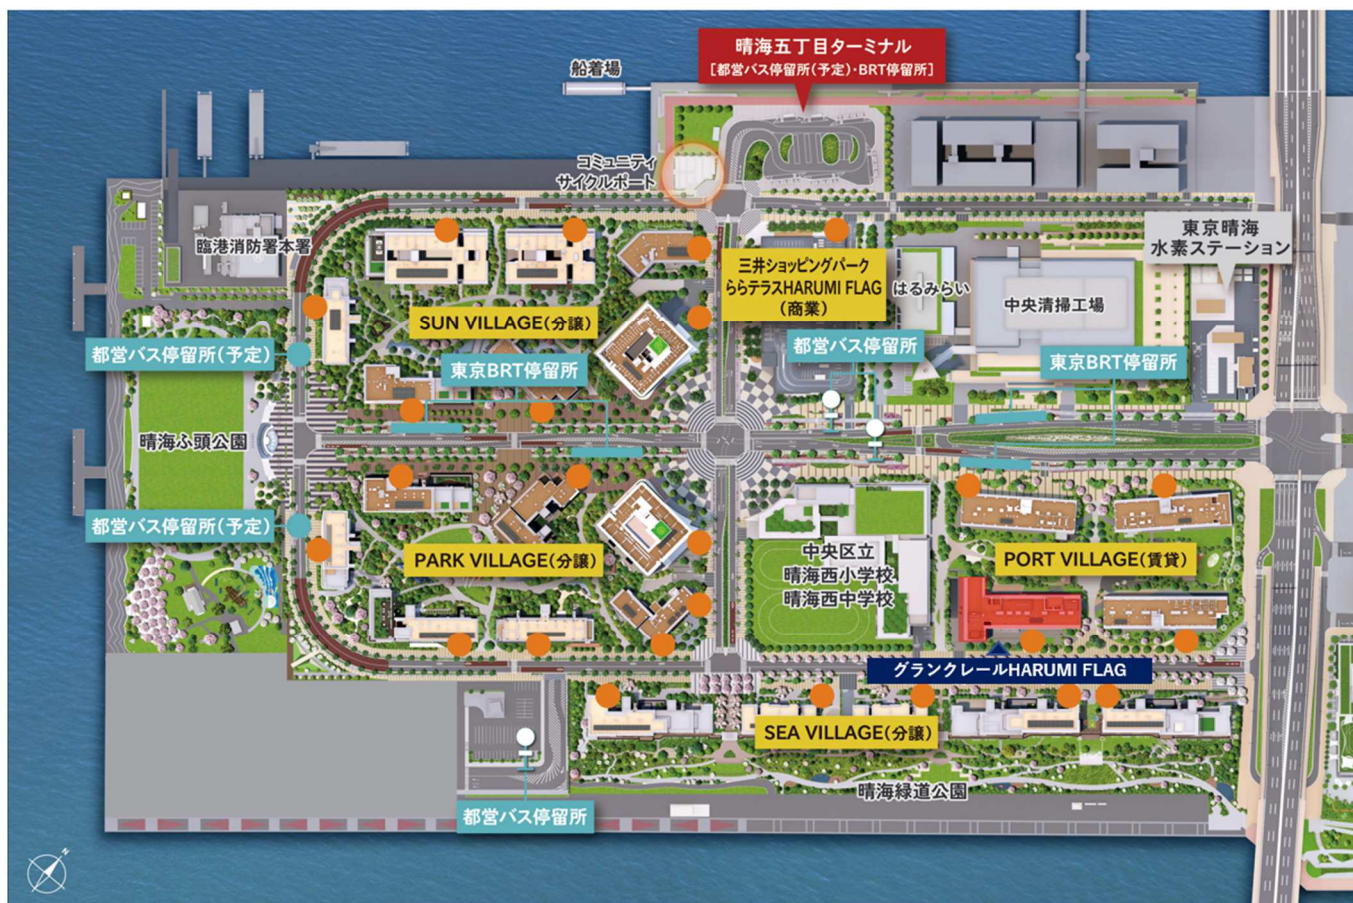 晴海五丁目ターミナル
[都営バス停留所(予定)・BRT停留所]
船着場
コミュニティ
サイクルポート
臨港消防署本署
東京晴海
水素ステーション
三井ショッピングパーク
ららテラスHARUMI FLAG
(商業)
はるみらい
中央清掃工場
SUN VILLAGE(分譲)
都営バス停留所(予定)
東京BRT停留所
都営バス停留所
東京BRT停留所
晴海ふ頭公園
都営バス停留所(予定)
PARK VILLAGE(分譲)
中央区立
晴海西小学校
晴海西中学校
PORT VILLAGE(賃貸)
グランクレールHARUMI FLAG
SEA VILLAGE(分譲)
晴海緑道公園
都営バス停留所
N